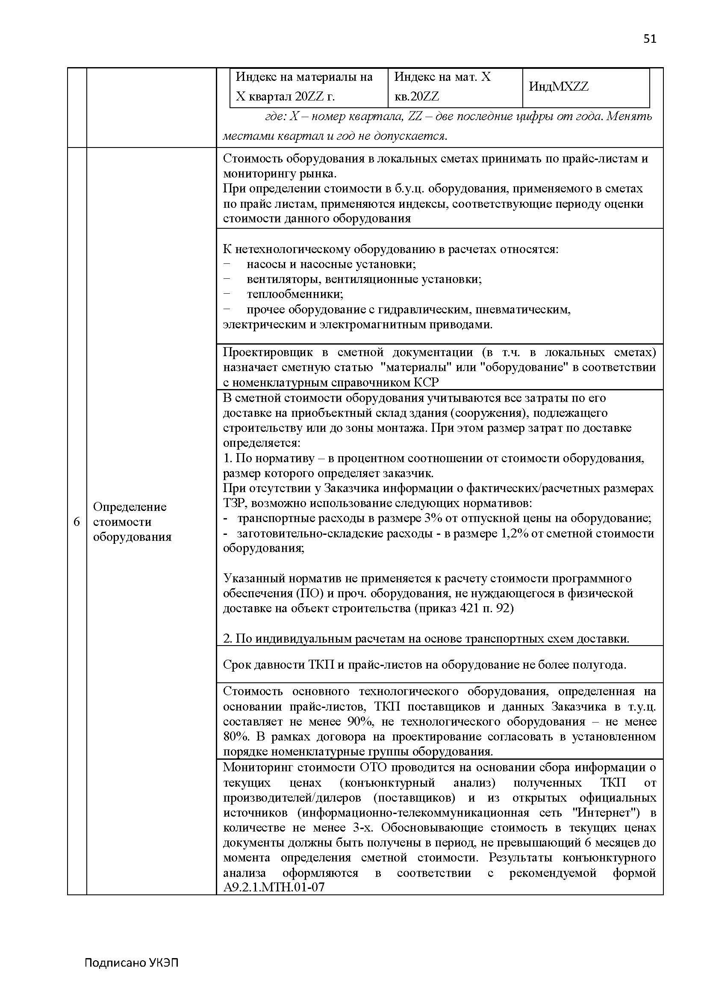 51
Индекс на материалы на
X квартал 20ZZ г.
Индекс на мат. X
кв.20ZZ
ИндМXZZ
где: X – номер квартала, ZZ – две последние цифры от года. Менять
местами квартал и год не допускается.
6
Определение
стоимости
оборудования
Стоимость оборудования в локальных сметах принимать по прайс-листам и
мониторингу рынка.
При определении стоимости в б.у.ц. оборудования, применяемого в сметах
по прайс листам, применяются индексы, соответствующие периоду оценки
стоимости данного оборудования
К нетехнологическому оборудованию в расчетах относятся:
− насосы и насосные установки;
− вентиляторы, вентиляционные установки;
− теплообменники;
− прочее оборудование с гидравлическим, пневматическим,
электрическим и электромагнитным приводами.
Проектировщик в сметной документации (в т.ч. в локальных сметах)
назначает сметную статью "материалы" или "оборудование" в соответствии
с номенклатурным справочником КСР
В сметной стоимости оборудования учитываются все затраты по его
доставке на приобъектный склад здания (сооружения), подлежащего
строительству или до зоны монтажа. При этом размер затрат по доставке
определяется:
1. По нормативу – в процентном соотношении от стоимости оборудования,
размер которого определяет заказчик.
При отсутствии у Заказчика информации о фактических/расчетных размерах
ТЗР, возможно использование следующих нормативов:
- транспортные расходы в размере 3% от отпускной цены на оборудование;
- заготовительно-складские расходы - в размере 1,2% от сметной стоимости
оборудования;
Указанный норматив не применяется к расчету стоимости программного
обеспечения (ПО) и проч. оборудования, не нуждающегося в физической
доставке на объект строительства (приказ 421 п. 92)
2. По индивидуальным расчетам на основе транспортных схем доставки.
Срок давности ТКП и прайс-листов на оборудование не более полугода.
Стоимость основного технологического оборудования, определенная на
основании прайс-листов, ТКП поставщиков и данных Заказчика в т.у.ц.
составляет не менее 90%, не технологического оборудования – не менее
80%. В рамках договора на проектирование согласовать в установленном
порядке номенклатурные группы оборудования.
Мониторинг стоимости ОТО проводится на основании сбора информации о
текущих ценах (конъюнктурный анализ) полученных ТКП от
производителей/дилеров (поставщиков) и из открытых официальных
источников (информационно-телекоммуникационная сеть "Интернет") в
количестве не менее 3-х. Обосновывающие стоимость в текущих ценах
документы должны быть получены в период, не превышающий 6 месяцев до
момента определения сметной стоимости. Результаты конъюнктурного
анализа оформляются в соответствии с рекомендуемой формой
А9.2.1.МТН.01-07
Подписано УКЭП